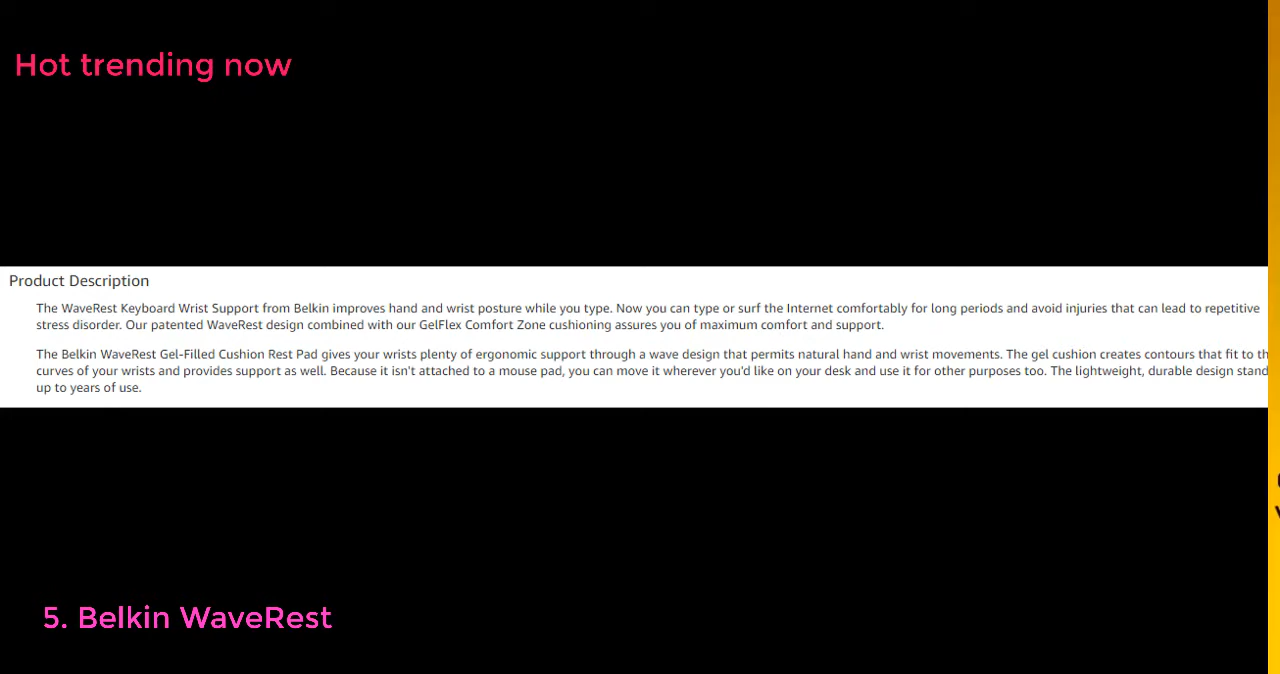 Hot trending now
Product Description
The WaveRest Keyboard Wrist Support from Belkin improves hand and wrist posture while you type. Now you can type or surf the Internet comfortably for long periods and avoid injuries that can lead to repetitive
stress disorder. Our patented WaveRest design combined with our GelFlex Comfort Zone cushioning assures you of maximum comfort and support.
The Belkin WaveRest Gel-Filled Cushion Rest Pad gives your wrists plenty of ergonomic support through a wave design that permits natural hand and wrist movements. The gel cushion creates contours that fit to th
curves of your wrists and provides support as well. Because it isn't attached to a mouse pad, you can move it wherever you'd like on your desk and use it for other purposes too. The lightweight, durable design stand
up to years of use.
5. Belkin WaveRest